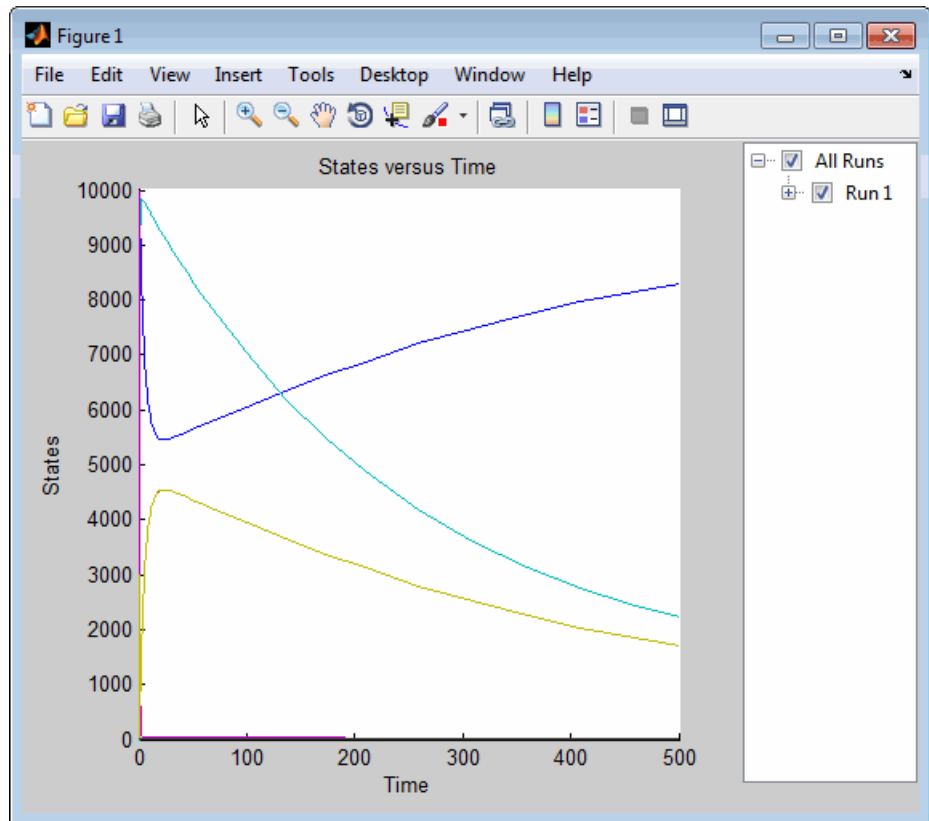 Figure 1
File Edit View Insert Tools Desktop Window Help
States versus Time
All Runs
Run 1
10000
9000
8000
7000
6000
5000
4000
3000
2000
1000
0
States
0 100 200 300 400 500
Time